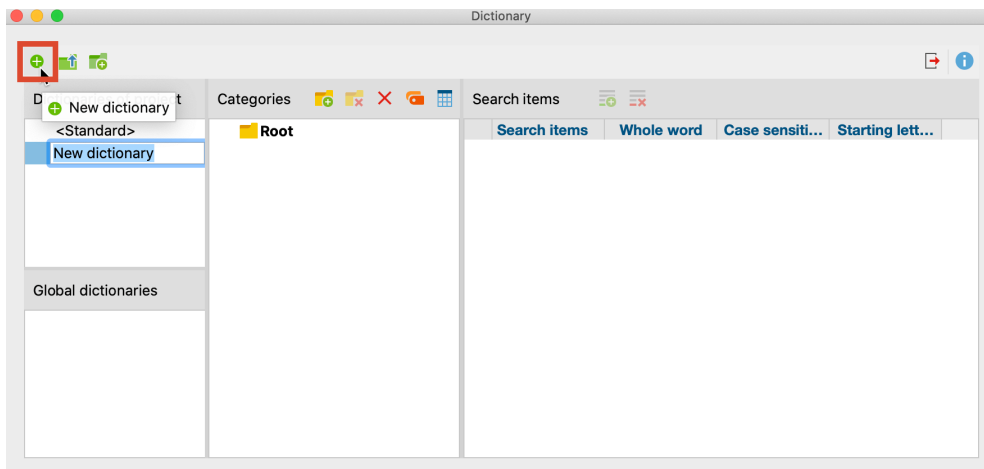 Dictionary
New dictionary
Categories
Search items
<Standard>
Root
Search items Whole word Case sensiti... Starting lett...
New dictionary
Global dictionaries